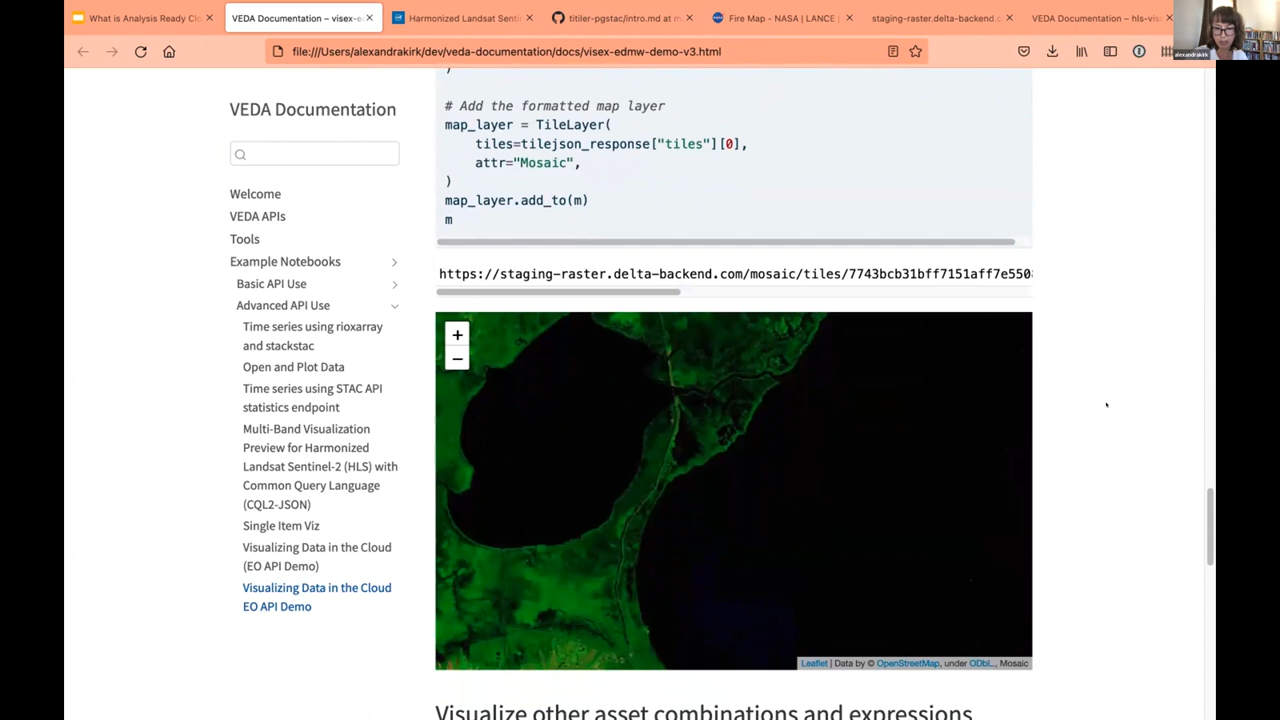 What is Analysis Ready Clo
VEDA Documentation – visex-e
Harmonized Landsat Senti
titiler-pgstac/intro.md at m
Fire Map - NASA | LANCE |
staging-raster.delta-backend.c
VEDA Documentation – hls-vis
file:///Users/alexandrakirk/dev/veda-documentation/docs/visex-edmw-demo-v3.html
alexandrakirk
VEDA Documentation
Welcome
VEDA APIs
Tools
Example Notebooks
Basic API Use
Advanced API Use
Time series using rioxarray
and stackstac
Open and Plot Data
Time series using STAC API
statistics endpoint
Multi-Band Visualization
Preview for Harmonized
Landsat Sentinel-2 (HLS) with
Common Query Language
(CQL2-JSON)
Single Item Viz
Visualizing Data in the Cloud
(EO API Demo)
Visualizing Data in the Cloud
EO API Demo
)
# Add the formatted map layer
map_layer = TileLayer(
tiles=tilejson_response["tiles"][0],
attr="Mosaic",
)
map_layer.add_to(m)
m
https://staging-raster.delta-backend.com/mosaic/tiles/7743bcb31bff7151aff7e550
+
−
Leaflet | Data by © OpenStreetMap, under ODbL., Mosaic
Visualize other asset combinations and expressions